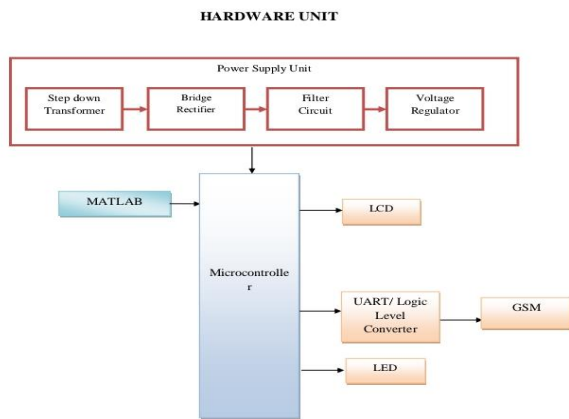 HARDWARE UNIT
Power Supply Unit
Step down
Transformer
Bridge
Rectifier
Filter
Circuit
Voltage
Regulator
MATLAB
LCD
Microcontrolle
r
UART/ Logic
Level
Converter
GSM
LED